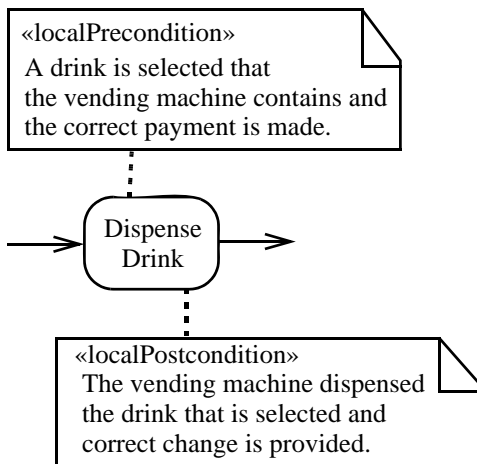 «localPrecondition»
A drink is selected that
the vending machine contains and
the correct payment is made.
Dispense
Drink
«localPostcondition»
The vending machine dispensed
the drink that is selected and
correct change is provided.